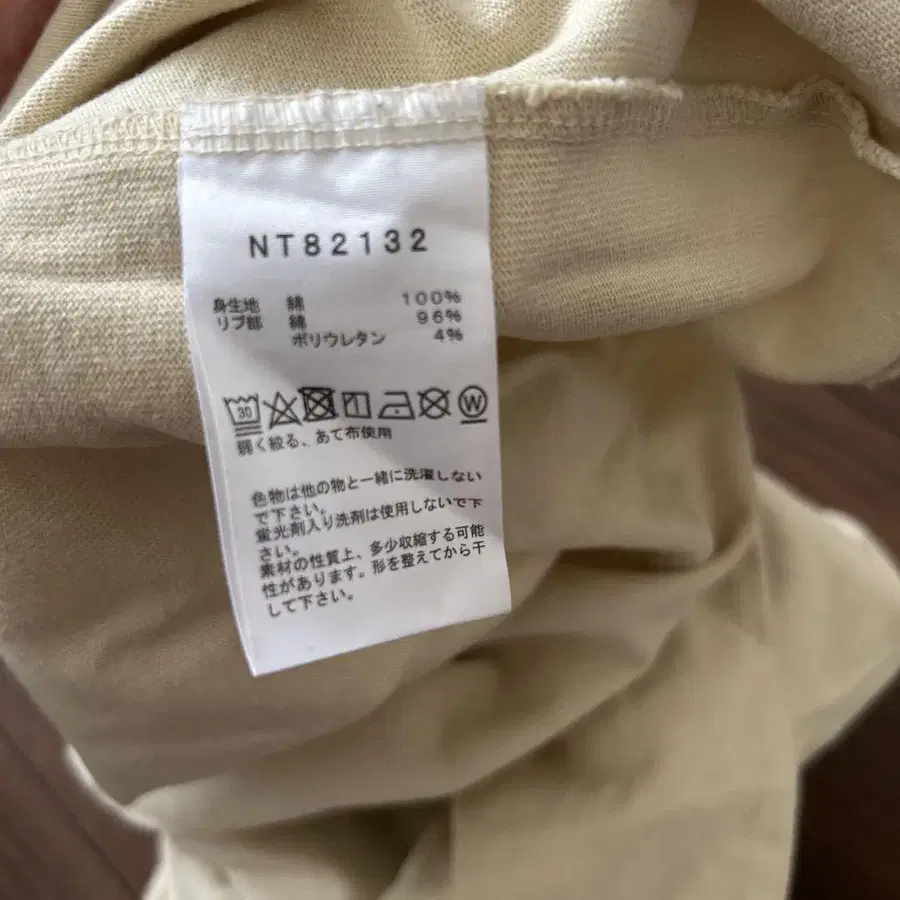 NT82132
身生地 綿 100%
リブ部 綿 96%
ポリウレタン 4%
30 W
弱く絞る、あて布使用
色物は他の物と一緒に洗濯しない
で下さい。
蛍光剤入り洗剤は使用しないで下
さい。
素材の性質上、多少収縮する可能
性があります。形を整えてから干
して下さい。